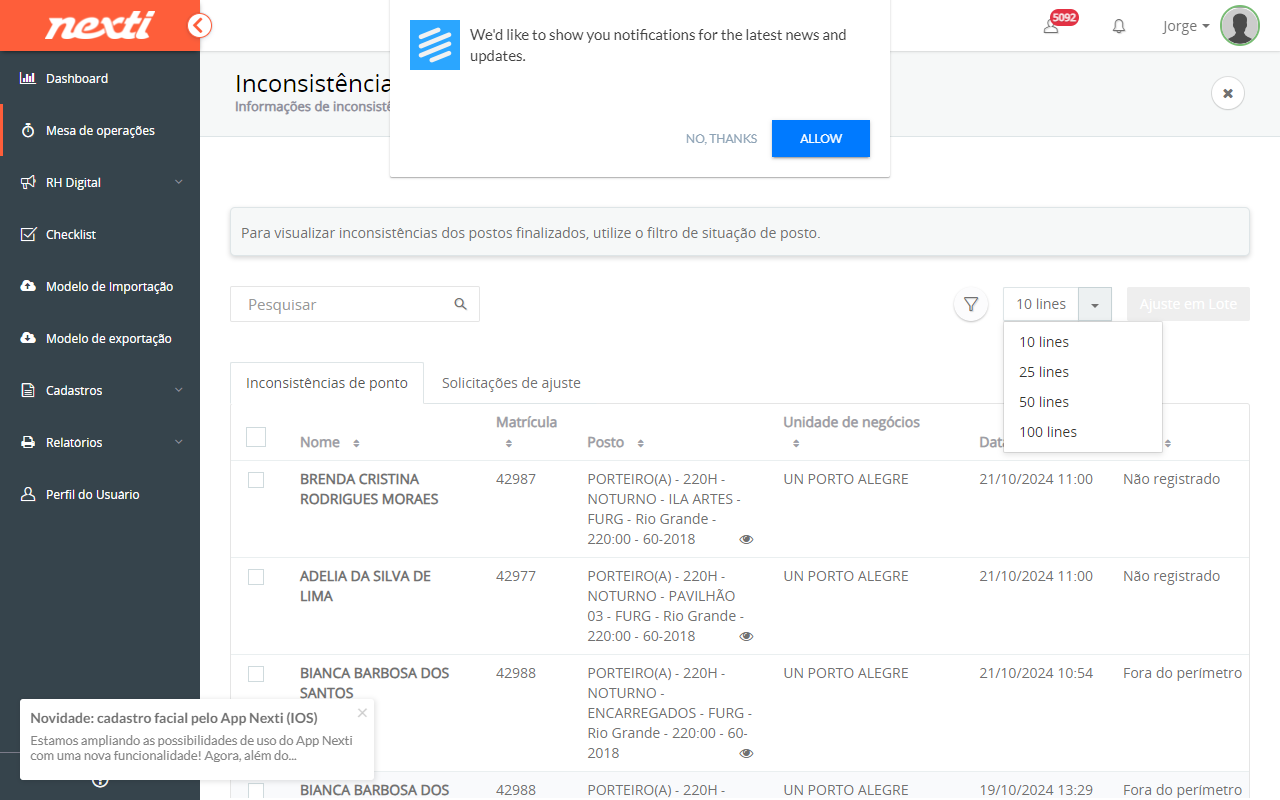 nexti
We'd like to show you notifications for the latest news and
updates.
NO, THANKS
ALLOW
5092
Jorge
Dashboard
Mesa de operações
RH Digital
Checklist
Modelo de Importação
Modelo de exportação
Cadastros
Relatórios
Perfil do Usuário
Inconsistência
Informações de inconsistê
Para visualizar inconsistências dos postos finalizados, utilize o filtro de situação de posto.
Pesquisar
10 lines
Ajuste em Lote
10 lines
25 lines
50 lines
100 lines
Inconsistências de ponto
Solicitações de ajuste
Nome
Matrícula
Posto
Unidade de negócios
Data
BRENDA CRISTINA
RODRIGUES MORAES
42987
PORTEIRO(A) - 220H -
NOTURNO - ILA ARTES -
FURG - Rio Grande -
220:00 - 60-2018
UN PORTO ALEGRE
21/10/2024 11:00
Não registrado
ADELIA DA SILVA DE
LIMA
42977
PORTEIRO(A) - 220H -
NOTURNO - PAVILHÃO
03 - FURG - Rio Grande -
220:00 - 60-2018
UN PORTO ALEGRE
21/10/2024 11:00
Não registrado
BIANCA BARBOSA DOS
SANTOS
42988
PORTEIRO(A) - 220H -
NOTURNO -
ENCARREGADOS - FURG -
Rio Grande - 220:00 - 60-
2018
UN PORTO ALEGRE
21/10/2024 10:54
Fora do perímetro
BIANCA BARBOSA DOS
42988
PORTEIRO(A) - 220H -
UN PORTO ALEGRE
19/10/2024 13:29
Fora do perímetro
Novidade: cadastro facial pelo App Nexti (IOS)
Estamos ampliando as possibilidades de uso do App Nexti
com uma nova funcionalidade! Agora, além do...